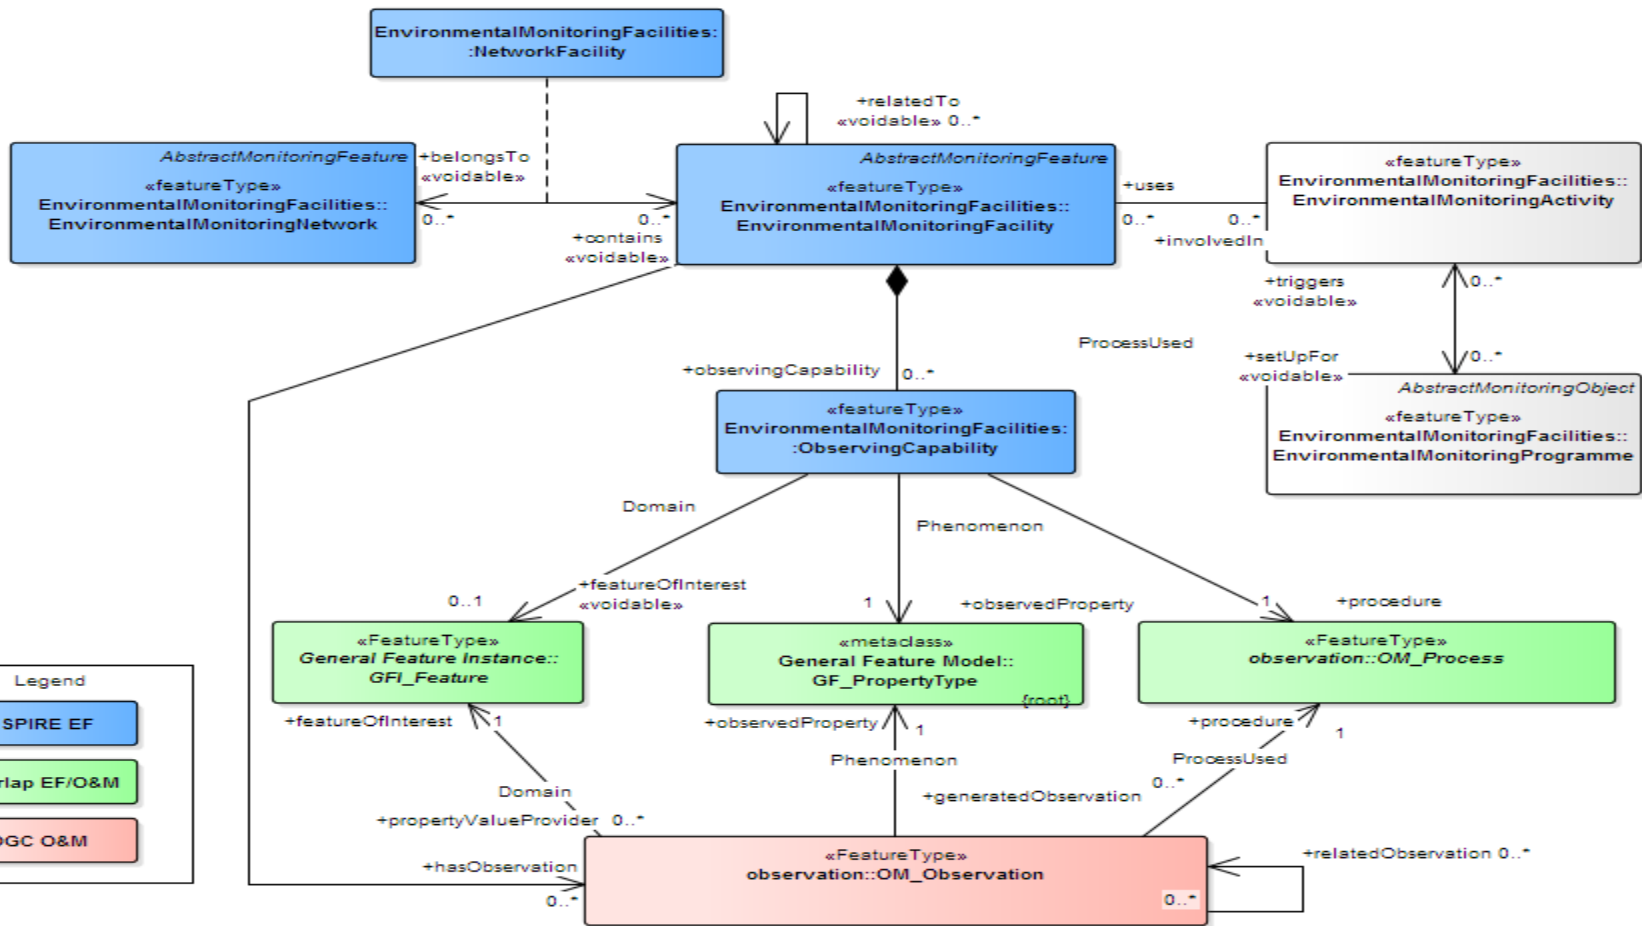 EnvironmentalMonitoringFacilities:
:NetworkFacility
+relatedTo
«voidable» 0..*
AbstractMonitoringFeature
«featureType»
EnvironmentalMonitoringFacilities::
EnvironmentalMonitoringNetwork
+belongsTo
«voidable»
0..*
0..*
+contains
«voidable»
AbstractMonitoringFeature
«featureType»
EnvironmentalMonitoringFacilities::
EnvironmentalMonitoringFacility
+uses
0..*
0..*
+involvedIn
«featureType»
EnvironmentalMonitoringFacilities::
EnvironmentalMonitoringActivity
+triggers
«voidable»
0..*
ProcessUsed
+setUpFor
«voidable»
0..*
+observingCapability
0..*
AbstractMonitoringObject
«featureType»
EnvironmentalMonitoringFacilities::
EnvironmentalMonitoringProgramme
«featureType»
EnvironmentalMonitoringFacilities:
:ObservingCapability
Domain
Phenomenon
+featureOfInterest
«voidable»
0..1
1
+observedProperty
1
+procedure
«FeatureType»
General Feature Instance::
GFI_Feature
«metaclass»
General Feature Model::
GF_PropertyType
{root}
«FeatureType»
observation::OM_Process
Legend
SPIRE EF
rlap EF/O&M
OGC O&M
+featureOfInterest
1
+observedProperty
1
+procedure
1
Phenomenon
ProcessUsed
Domain
+generatedObservation
0..*
+propertyValueProvider 0..*
+hasObservation
0..*
«FeatureType»
observation::OM_Observation
0..*
+relatedObservation 0..*